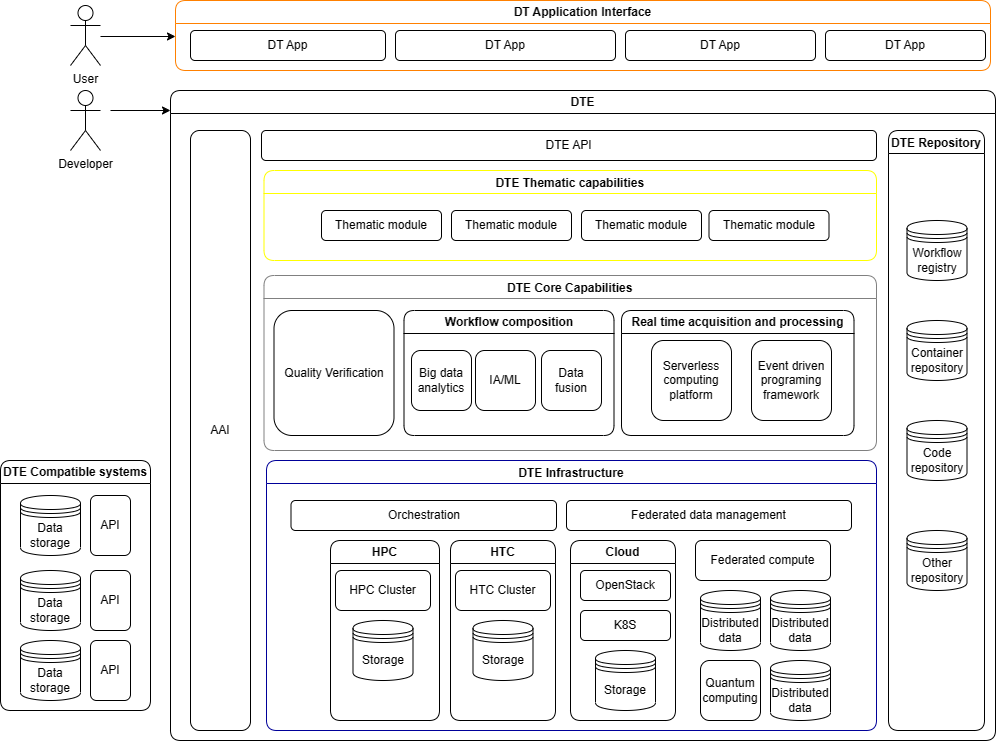 DT Application Interface
DT App
DT App
DT App
DT App
User
Developer
DTE
AAI
DTE API
DTE Thematic capabilities
Thematic module
Thematic module
Thematic module
Thematic module
DTE Core Capabilities
Quality Verification
Workflow composition
Big data
analytics
IA/ML
Data
fusion
Real time acquisition and processing
Serverless
computing
platform
Event driven
programing
framework
DTE Infrastructure
Orchestration
Federated data management
HPC
HPC Cluster
Storage
HTC
HTC Cluster
Storage
Cloud
OpenStack
K8S
Storage
Federated compute
Distributed
data
Distributed
data
Quantum
computing
Distributed
data
DTE Repository
Workflow
registry
Container
repository
Code
repository
Other
repository
DTE Compatible systems
Data
storage
API
Data
storage
API
Data
storage
API